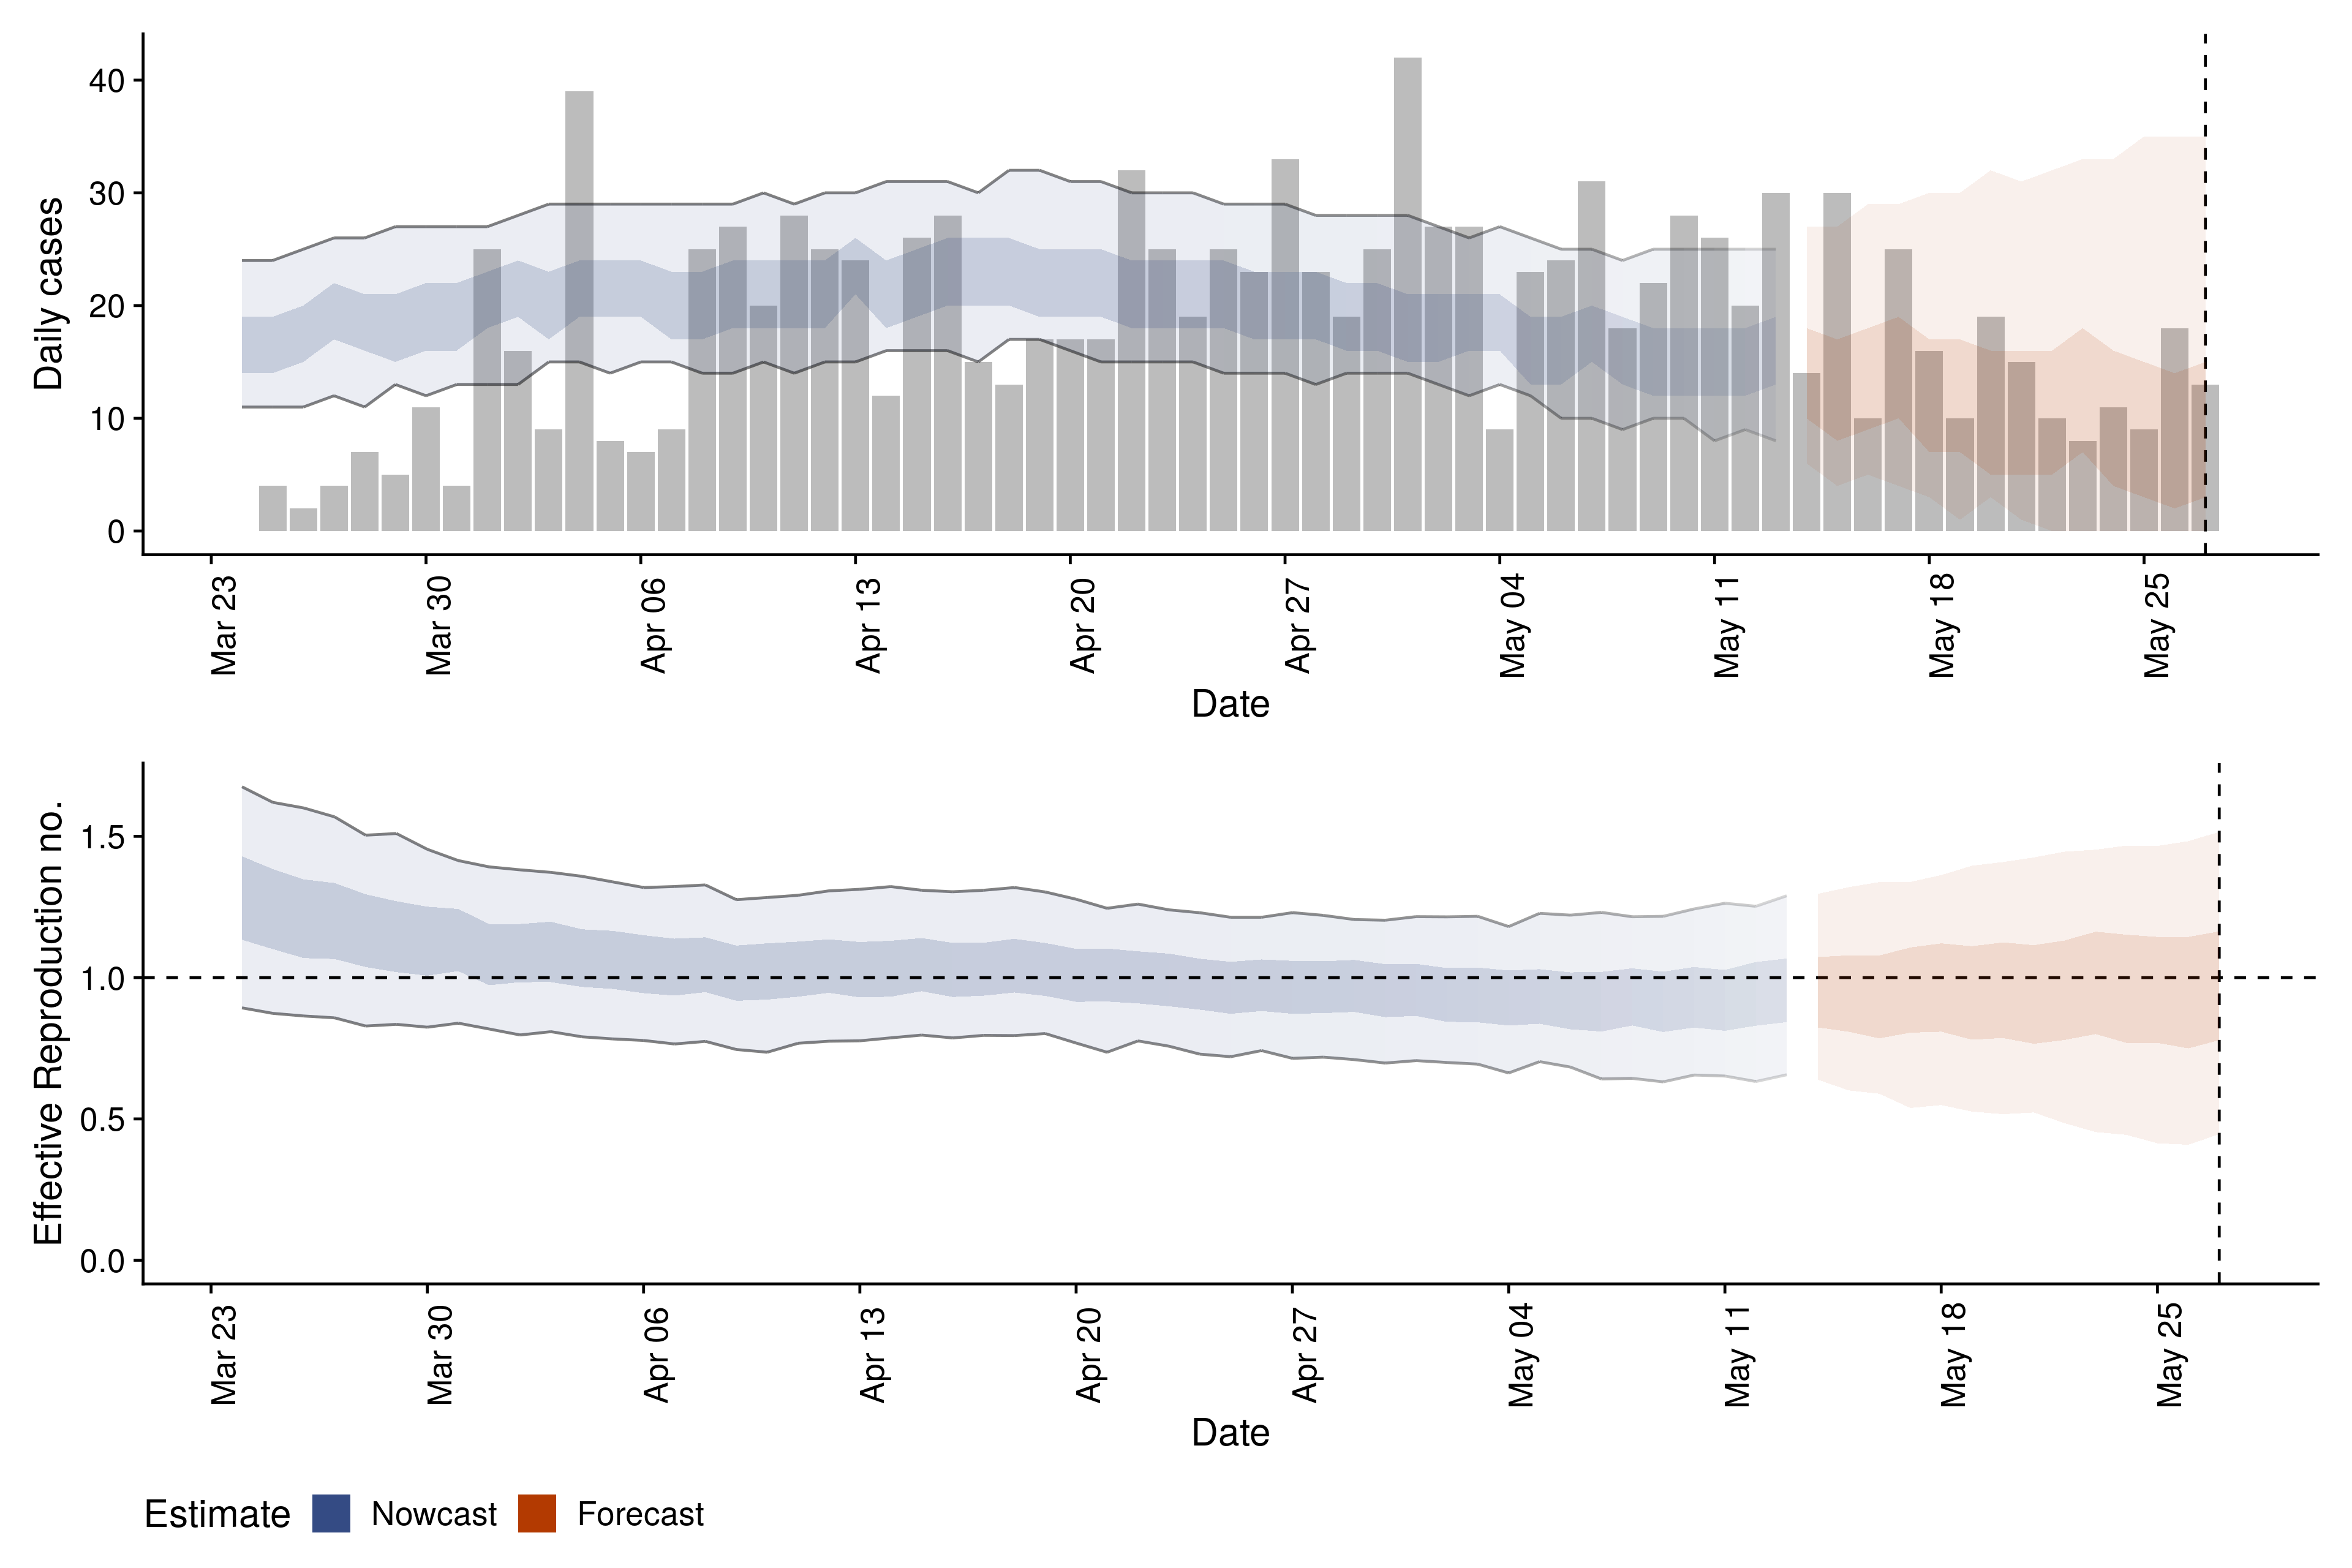 Daily cases
40
30
20
10
0
Mar 23
Mar 30
Apr 06
Apr 13
Apr 20
Apr 27
May 04
May 11
May 18
May 25
Date
Effective Reproduction no.
1.5
1.0
0.5
0.0
Mar 23
Mar 30
Apr 06
Apr 13
Apr 20
Apr 27
May 04
May 11
May 18
May 25
Date
Estimate Nowcast Forecast